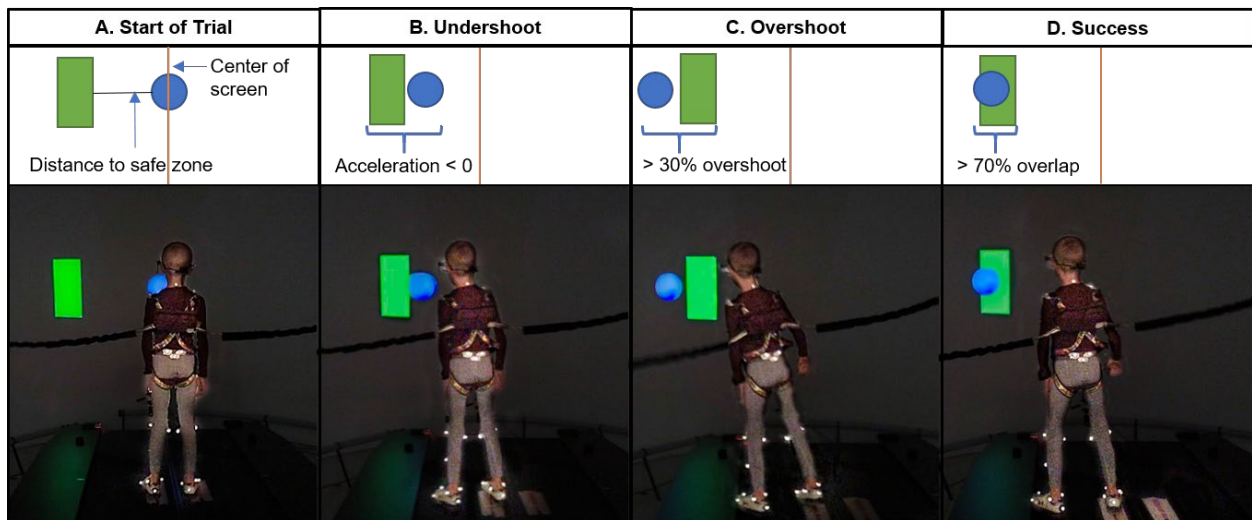 A. Start of Trial
B. Undershoot
C. Overshoot
D. Success
Center of
screen
Distance to safe zone
Acceleration < 0
> 30% overshoot
> 70% overlap